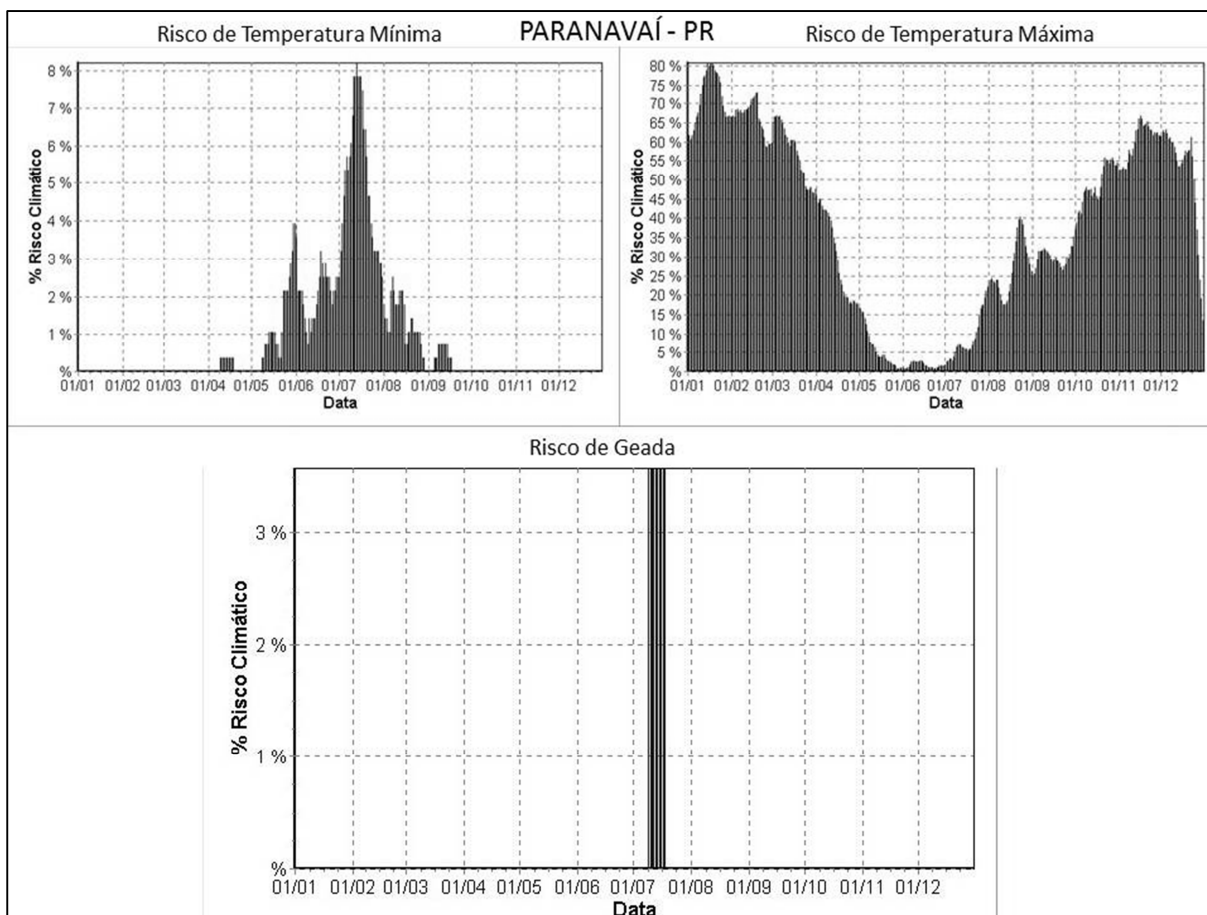 Risco de Temperatura Mínima PARANAVAÍ - PR Risco de Temperatura Máxima
% Risco Climático
8 %
7 %
6 %
5 %
4 %
3 %
2 %
1 %
%
01/01 01/02 01/03 01/04 01/05 01/06 01/07 01/08 01/09 01/10 01/11 01/12
Data
% Risco Climático
80 %
75 %
70 %
65 %
60 %
55 %
50 %
45 %
40 %
35 %
30 %
25 %
20 %
15 %
10 %
5 %
%
01/01 01/02 01/03 01/04 01/05 01/06 01/07 01/08 01/09 01/10 01/11 01/12
Data
Risco de Geada
% Risco Climático
3 %
2 %
1 %
%
01/01 01/02 01/03 01/04 01/05 01/06 01/07 01/08 01/09 01/10 01/11 01/12
Data